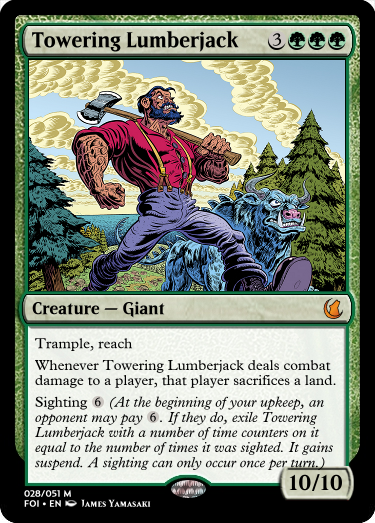 Towering Lumberjack 3
Creature — Giant
Trample, reach
Whenever Towering Lumberjack deals combat
damage to a player, that player sacrifices a land.
Sighting 6 (At the beginning of your upkeep, an
opponent may pay 6. If they do, exile Towering
Lumberjack with a number of time counters on it
equal to the number of times it was sighted. It gains
suspend. A sighting can only occur once per turn.)
10/10
028/051 M
FOI • EN James Yamasaki